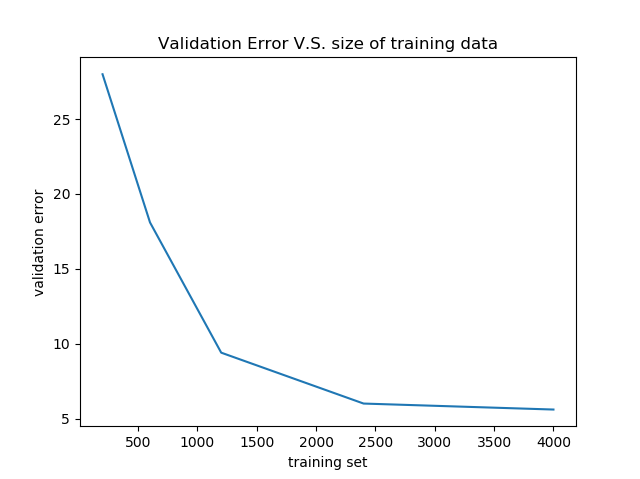 Validation Error V.S. size of training data
25
20
15
10
5
validation error
500 1000 1500 2000 2500 3000 3500 4000
training set